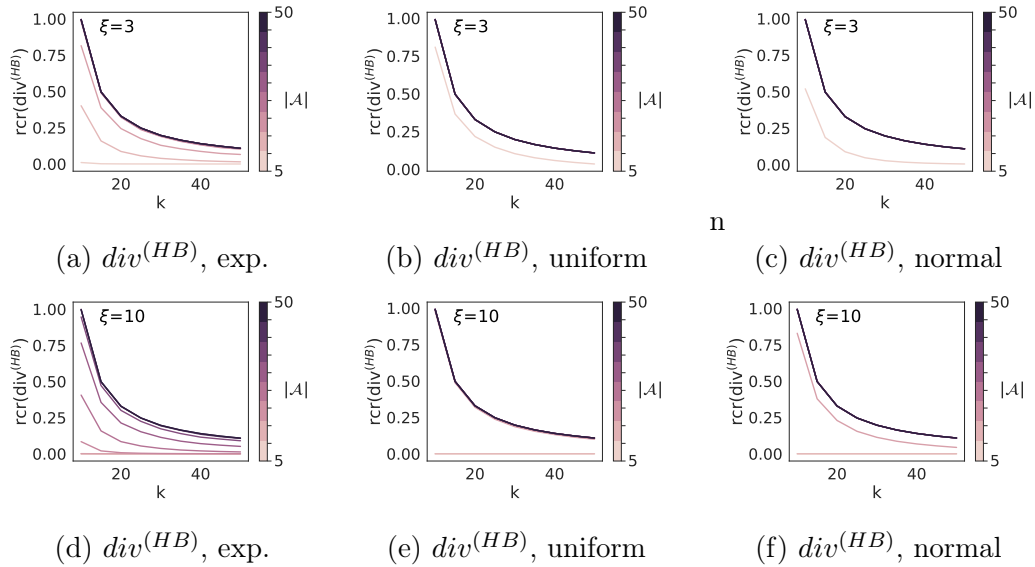 1.00
0.75
0.50
0.25
0.00
rcr(div^(HB))
ξ=3
20
40
k
50
|𝒜|
5
1.00
0.75
0.50
0.25
0.00
rcr(div^(HB))
ξ=3
20
40
k
50
|𝒜|
5
1.00
0.75
0.50
0.25
0.00
rcr(div^(HB))
ξ=3
20
40
k
50
|𝒜|
5
n
(a) div^(HB), exp.
(b) div^(HB), uniform
(c) div^(HB), normal
1.00
0.75
0.50
0.25
0.00
rcr(div^(HB))
ξ=10
20
40
k
50
|𝒜|
5
1.00
0.75
0.50
0.25
0.00
rcr(div^(HB))
ξ=10
20
40
k
50
|𝒜|
5
1.00
0.75
0.50
0.25
0.00
rcr(div^(HB))
ξ=10
20
40
k
50
|𝒜|
5
(d) div^(HB), exp.
(e) div^(HB), uniform
(f) div^(HB), normal